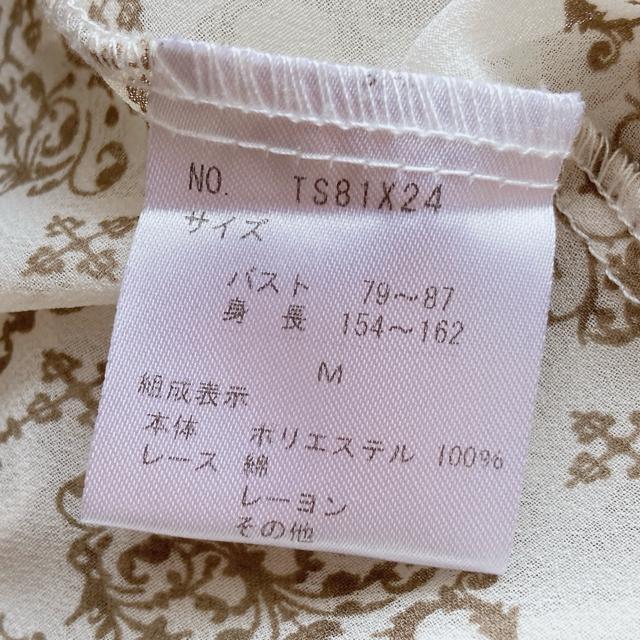 NO. TS81X24
サイズ
バスト 79～87
身長 154～162
M
組成表示
本体 ポリエステル 100%
レース 綿
レーヨン
その他